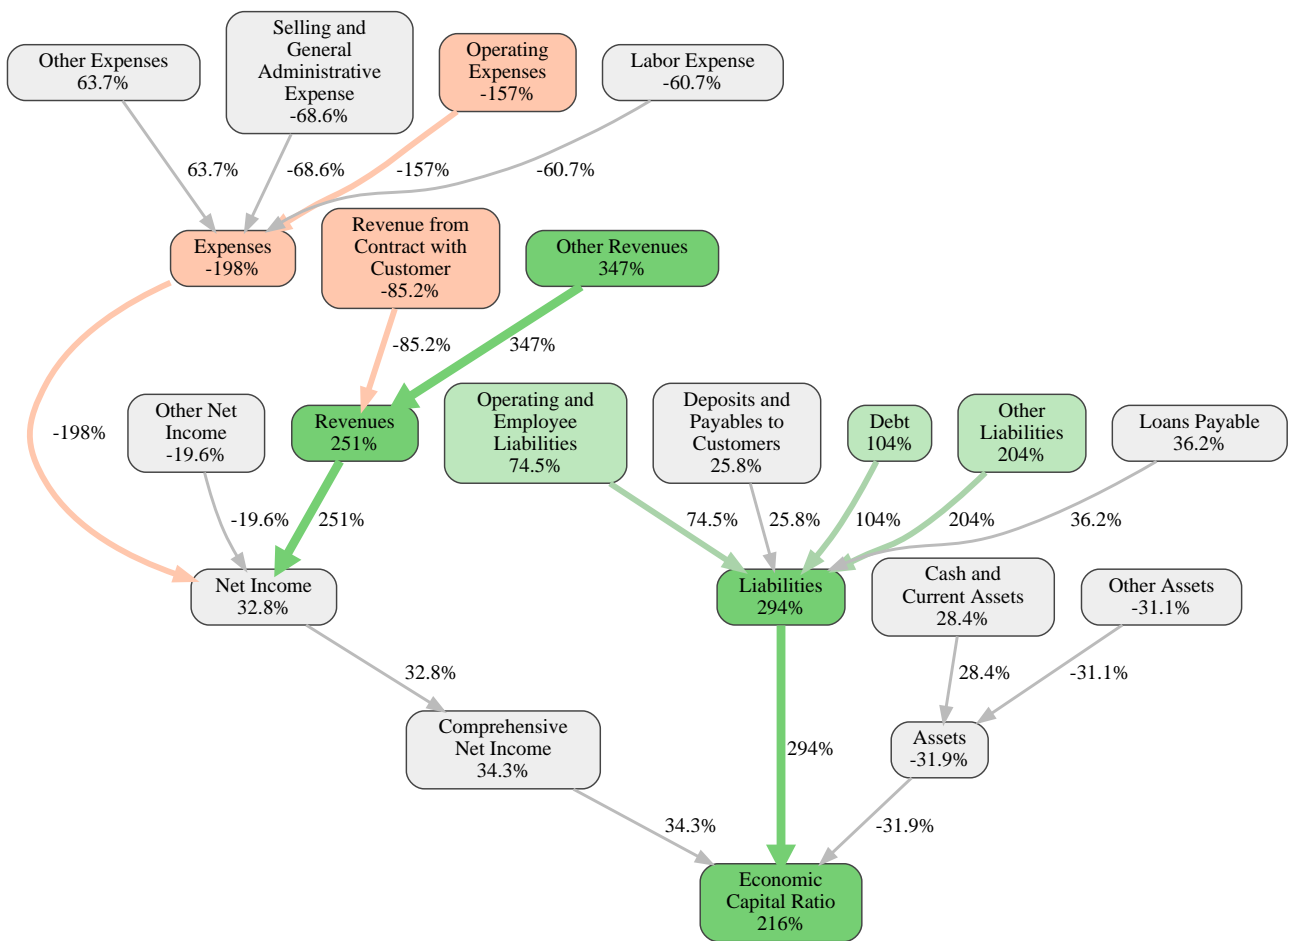 Other Expenses
63.7%
Selling and
General
Administrative
Expense
-68.6%
Operating
Expenses
-157%
Labor Expense
-60.7%
63.7%
-68.6%
-157%
-60.7%
Expenses
-198%
Revenue from
Contract with
Customer
-85.2%
Other Revenues
347%
-85.2%
347%
-198%
Other Net
Income
-19.6%
Revenues
251%
Operating and
Employee
Liabilities
74.5%
Deposits and
Payables to
Customers
25.8%
Debt
104%
Other
Liabilities
204%
Loans Payable
36.2%
-19.6%
251%
74.5%
25.8%
104%
204%
36.2%
Net Income
32.8%
Liabilities
294%
Cash and
Current Assets
28.4%
Other Assets
-31.1%
32.8%
28.4%
-31.1%
Comprehensive
Net Income
34.3%
294%
Assets
-31.9%
34.3%
-31.9%
Economic
Capital Ratio
216%